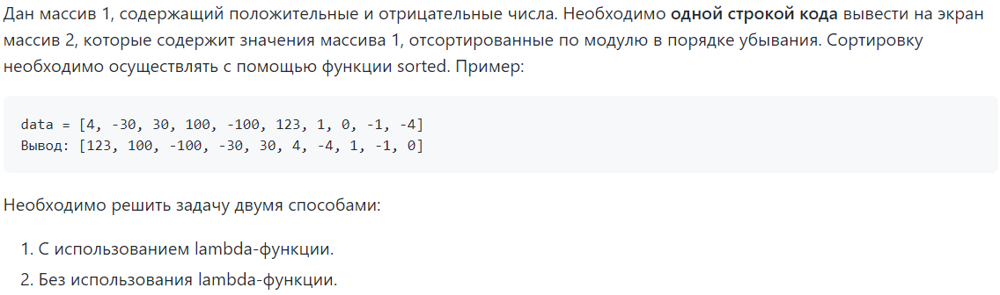 Дан массив 1, содержащий положительные и отрицательные числа. Необходимо одной строкой кода вывести на экран
массив 2, которые содержит значения массива 1, отсортированные по модулю в порядке убывания. Сортировку
необходимо осуществлять с помощью функции sorted. Пример:
data = [4, -30, 30, 100, -100, 123, 1, 0, -1, -4]
Вывод: [123, 100, -100, -30, 30, 4, -4, 1, -1, 0]
Необходимо решить задачу двумя способами:
1. С использованием lambda-функции.
2. Без использования lambda-функции.